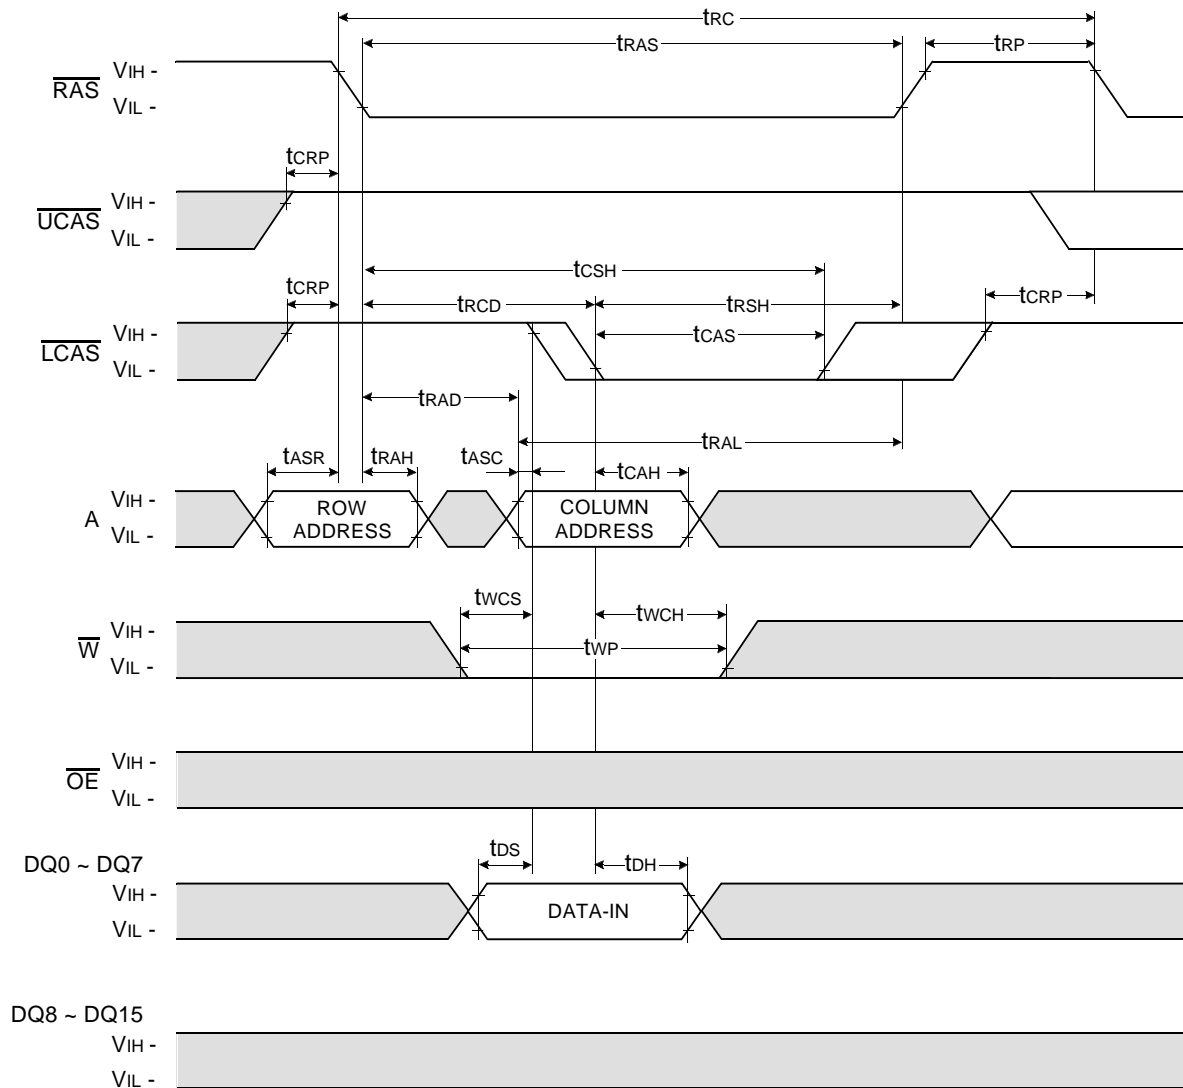 tRC
tRAS tRP
RAS VIH -
VIL -
tCRP
UCAS VIH -
VIL -
tCSH
tCRP tRCD tRSH tCRP
LCAS VIH -
tCAS
VIL -
tRAD
tRAL
tASR tRAH tASC tCAH
A VIH -
VIL -
ROW
ADDRESS
COLUMN
ADDRESS
tWCS tWCH
W VIH -
tWP
VIL -
OE VIH -
VIL -
tDS tDH
DQ0 ~ DQ7
VIH -
DATA-IN
VIL -
DQ8 ~ DQ15
VIH -
VIL -